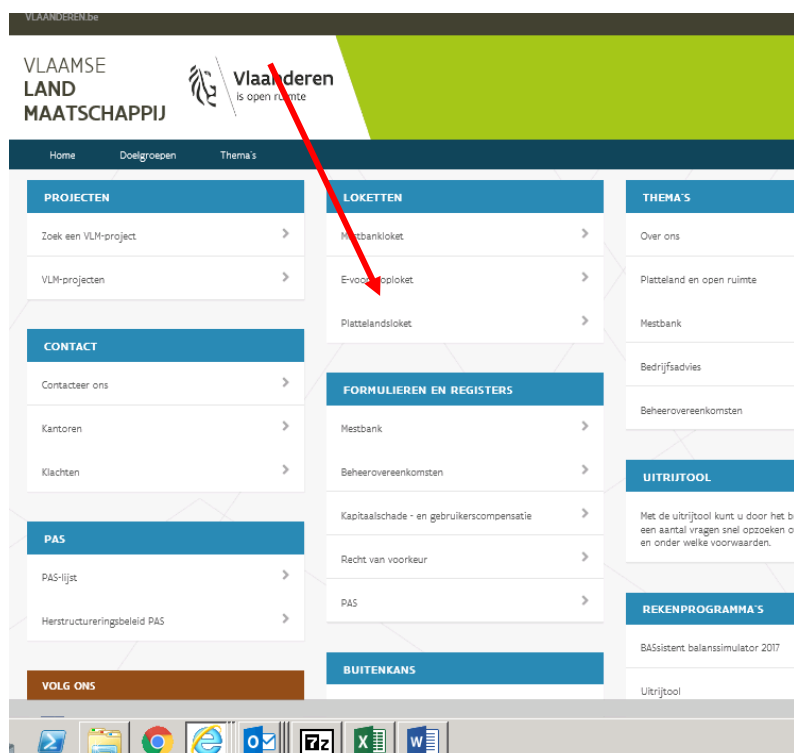 VLAANDEREN.be
VLAAMSE
LAND
MAATSCHAPPIJ
Vlaanderen
is open ruimte
Home
Doelgroepen
Thema's
PROJECTEN
Zoek een VLM-project
VLM-projecten
CONTACT
Contacteer ons
Kantoren
Klachten
PAS
PAS-lijst
Herstructureringsbeleid PAS
VOLG ONS
LOKETTEN
Mestbankloket
Plattelandsloket
FORMULIEREN EN REGISTERS
Mestbank
Beheerovereenkomsten
Kapitaalschade - en gebruikerscompensatie
Recht van voorkeur
PAS
BUITENKANS
THEMA'S
Over ons
Platteland en open ruimte
Mestbank
Bedrijfsadvies
Beheerovereenkomsten
UITRIJTOOL
Met de uitrijtool kunt u door het b
een aantal vragen snel opzoeken o
en onder welke voorwaarden.
REKENPROGRAMMA'S
BASsistent balanssimulator 2017
Uitrijtool
7z